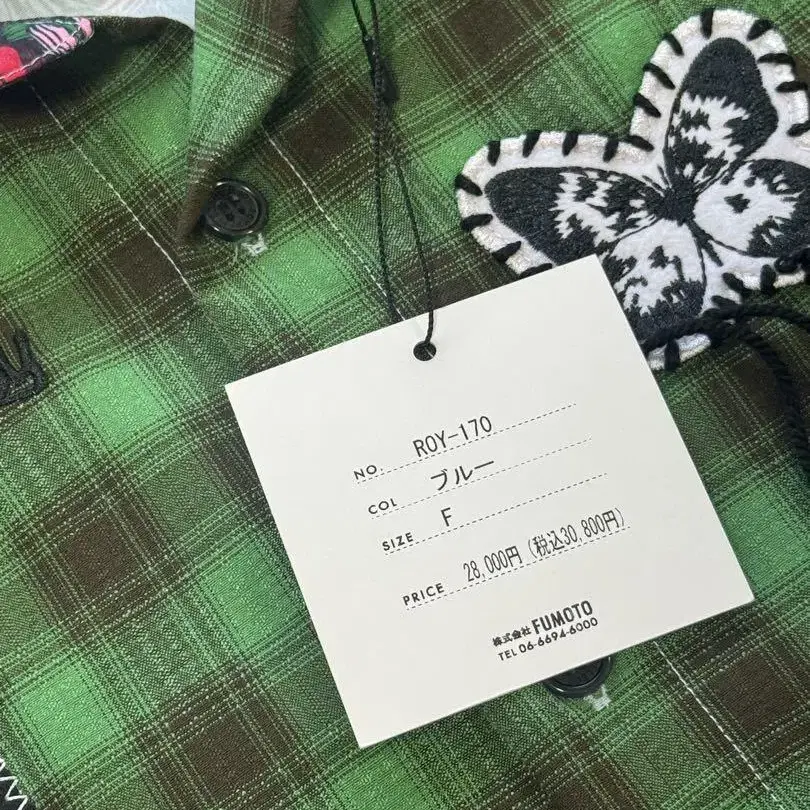 NO. ROY-170
COL ブルー
SIZE F
PRICE 28,000円(税込30,800円)
株式会社 FUMOTO
TEL 06-6694-6000